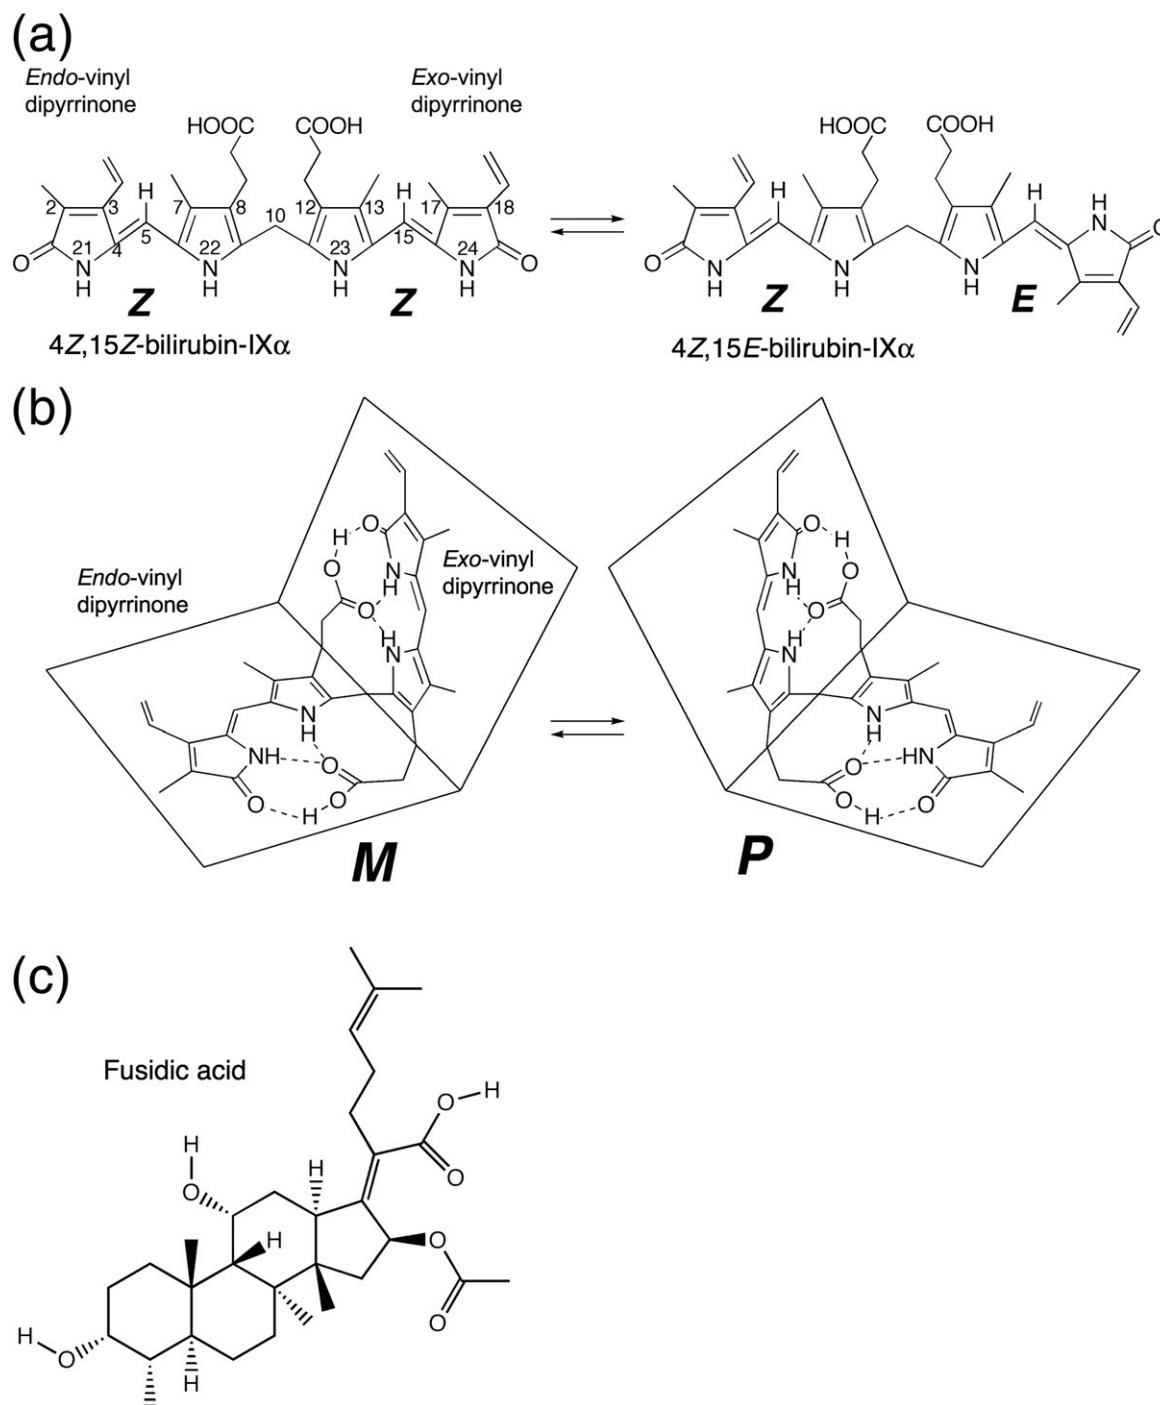 (a)
Endo-vinyl
dipyrrinone
Exo-vinyl
dipyrrinone
HOOC COOH
HOOC COOH
H H
2 3 7 8 10 12 13 17 18
O 21 4 5 22 23 15 24 O
N H N H N H N H
Z Z
4Z,15Z-bilirubin-IXα
H H
O N H N H N H N H O
Z E
4Z,15E-bilirubin-IXα
(b)
Endo-vinyl
dipyrrinone
Exo-vinyl
dipyrrinone
H O
O N H
O H N
N H
NH O
O H O
M
O H
N H O
O
H N
N H
O HN
O H O
P
(c)
Fusidic acid
H O
O H
H O
H
H
O
O
H O
H